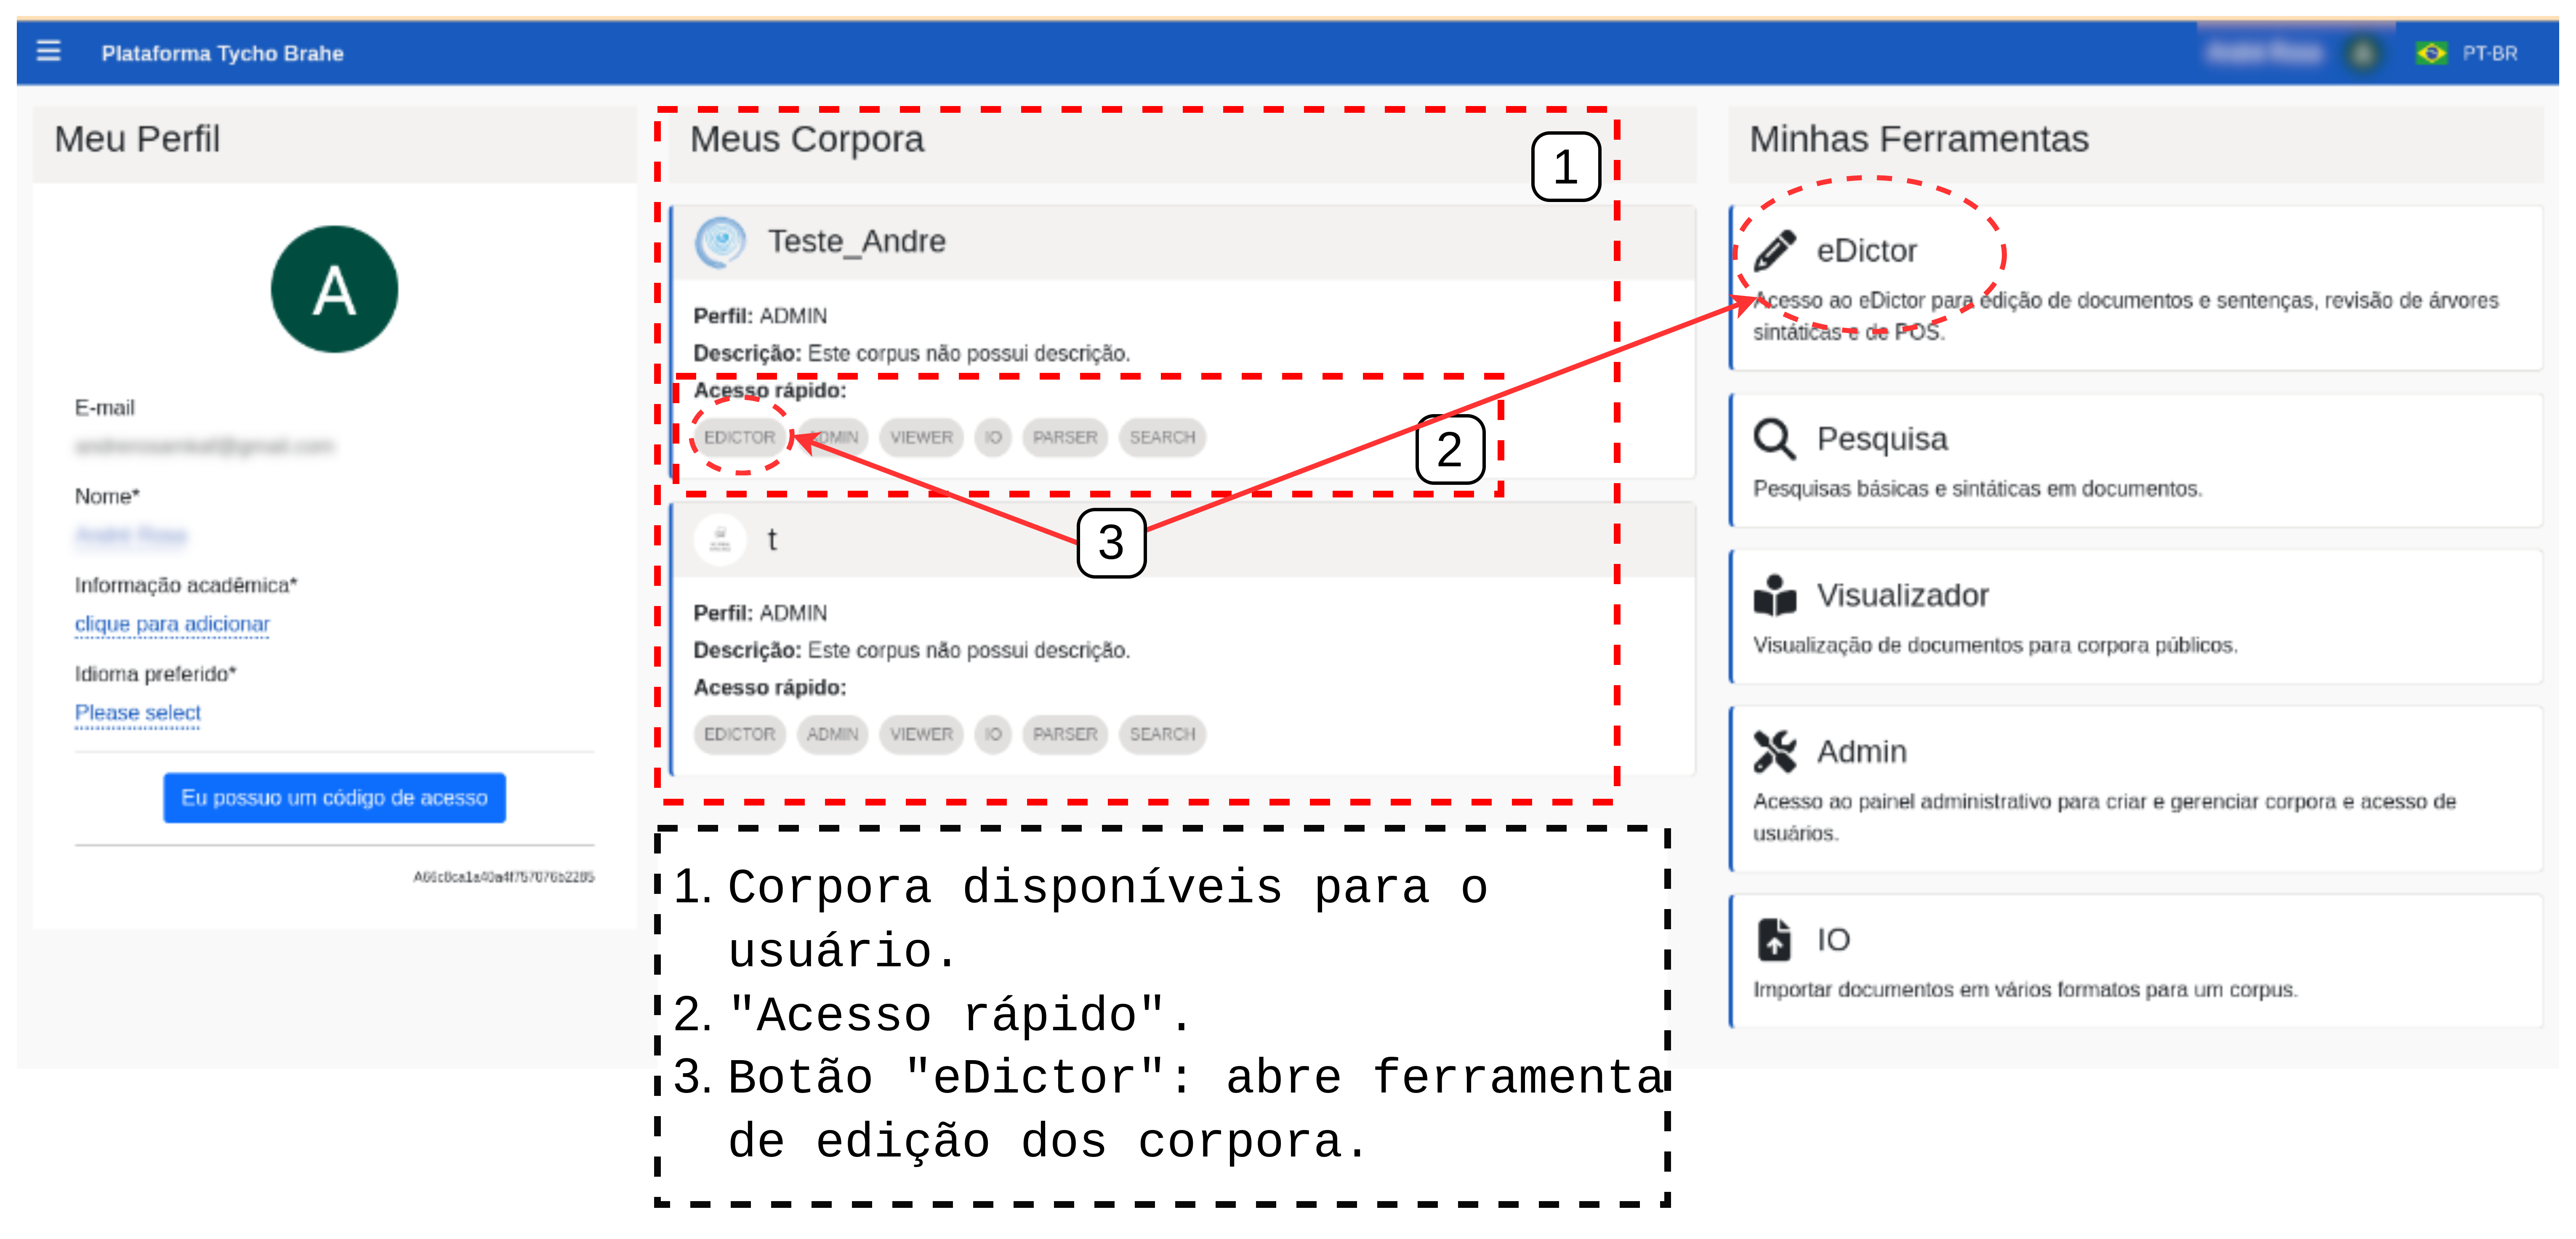 Plataforma Tycho Brahe
PT-BR
Meu Perfil
A
E-mail
Nome*
Informação acadêmica*
clique para adicionar
Idioma preferido*
Please select
Eu possuo um código de acesso
Meus Corpora
1
Teste_Andre
Perfil: ADMIN
Descrição: Este corpus não possui descrição.
Acesso rápido:
EDICTOR ADMIN VIEWER IO PARSER SEARCH
2
3
t
Perfil: ADMIN
Descrição: Este corpus não possui descrição.
Acesso rápido:
EDICTOR ADMIN VIEWER IO PARSER SEARCH
1. Corpora disponíveis para o
usuário.
2. "Acesso rápido".
3. Botão "eDictor": abre ferramenta
de edição dos corpora.
Minhas Ferramentas
eDictor
Acesso ao eDictor para edição de documentos e sentenças, revisão de árvores
sintáticas e de POS.
Pesquisa
Pesquisas básicas e sintáticas em documentos.
Visualizador
Visualização de documentos para corpora públicos.
Admin
Acesso ao painel administrativo para criar e gerenciar corpora e acesso de
usuários.
IO
Importar documentos em vários formatos para um corpus.